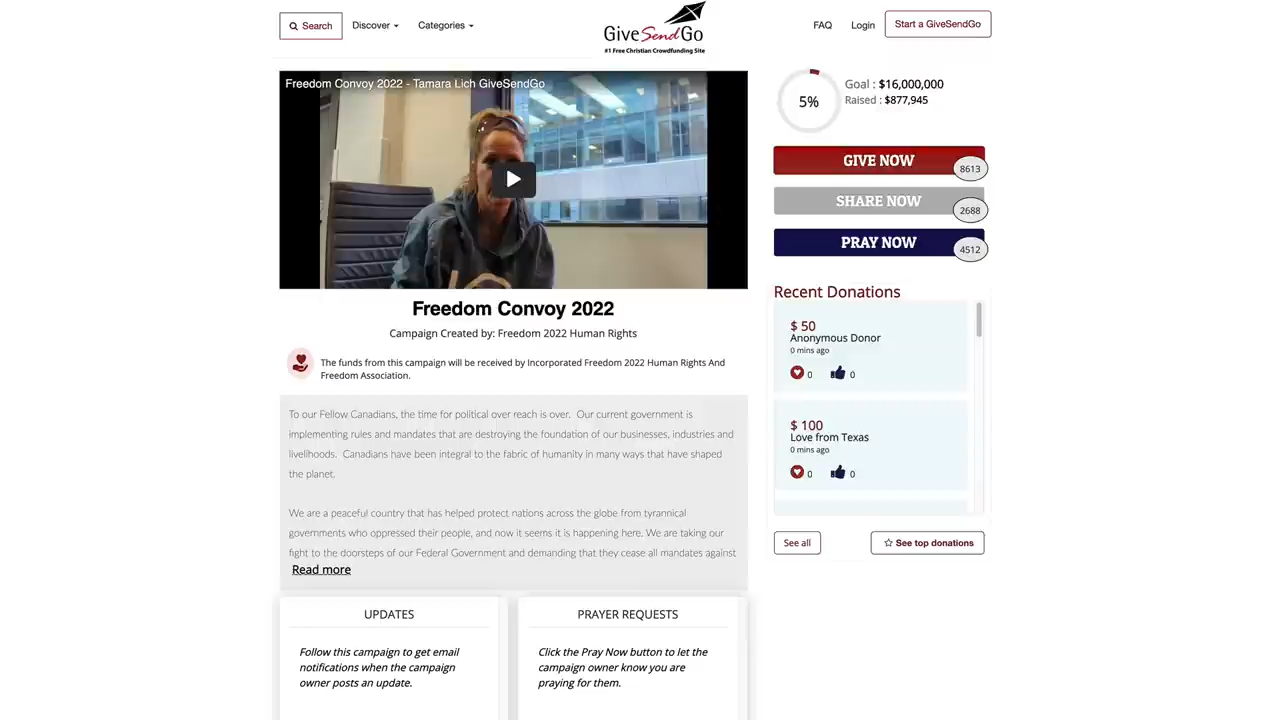 Search
Discover
Categories
GiveSendGo
#1 Free Christian Crowdfunding Site
FAQ
Login
Start a GiveSendGo
Freedom Convoy 2022 - Tamara Lich GiveSendGo
Freedom Convoy 2022
Campaign Created by: Freedom 2022 Human Rights
The funds from this campaign will be received by Incorporated Freedom 2022 Human Rights And
Freedom Association.
To our Fellow Canadians, the time for political over reach is over. Our current government is
implementing rules and mandates that are destroying the foundation of our businesses, industries and
livelihoods. Canadians have been integral to the fabric of humanity in many ways that have shaped
the planet.
We are a peaceful country that has helped protect nations across the globe from tyrannical
governments who oppressed their people, and now it seems it is happening here. We are taking our
fight to the doorsteps of our Federal Government and demanding that they cease all mandates against
Read more
UPDATES
Follow this campaign to get email
notifications when the campaign
owner posts an update.
PRAYER REQUESTS
Click the Pray Now button to let the
campaign owner know you are
praying for them.
5%
Goal : $16,000,000
Raised : $877,945
GIVE NOW
8613
SHARE NOW
2688
PRAY NOW
4512
Recent Donations
$ 50
Anonymous Donor
0 mins ago
0 0
$ 100
Love from Texas
0 mins ago
0 0
See all
See top donations